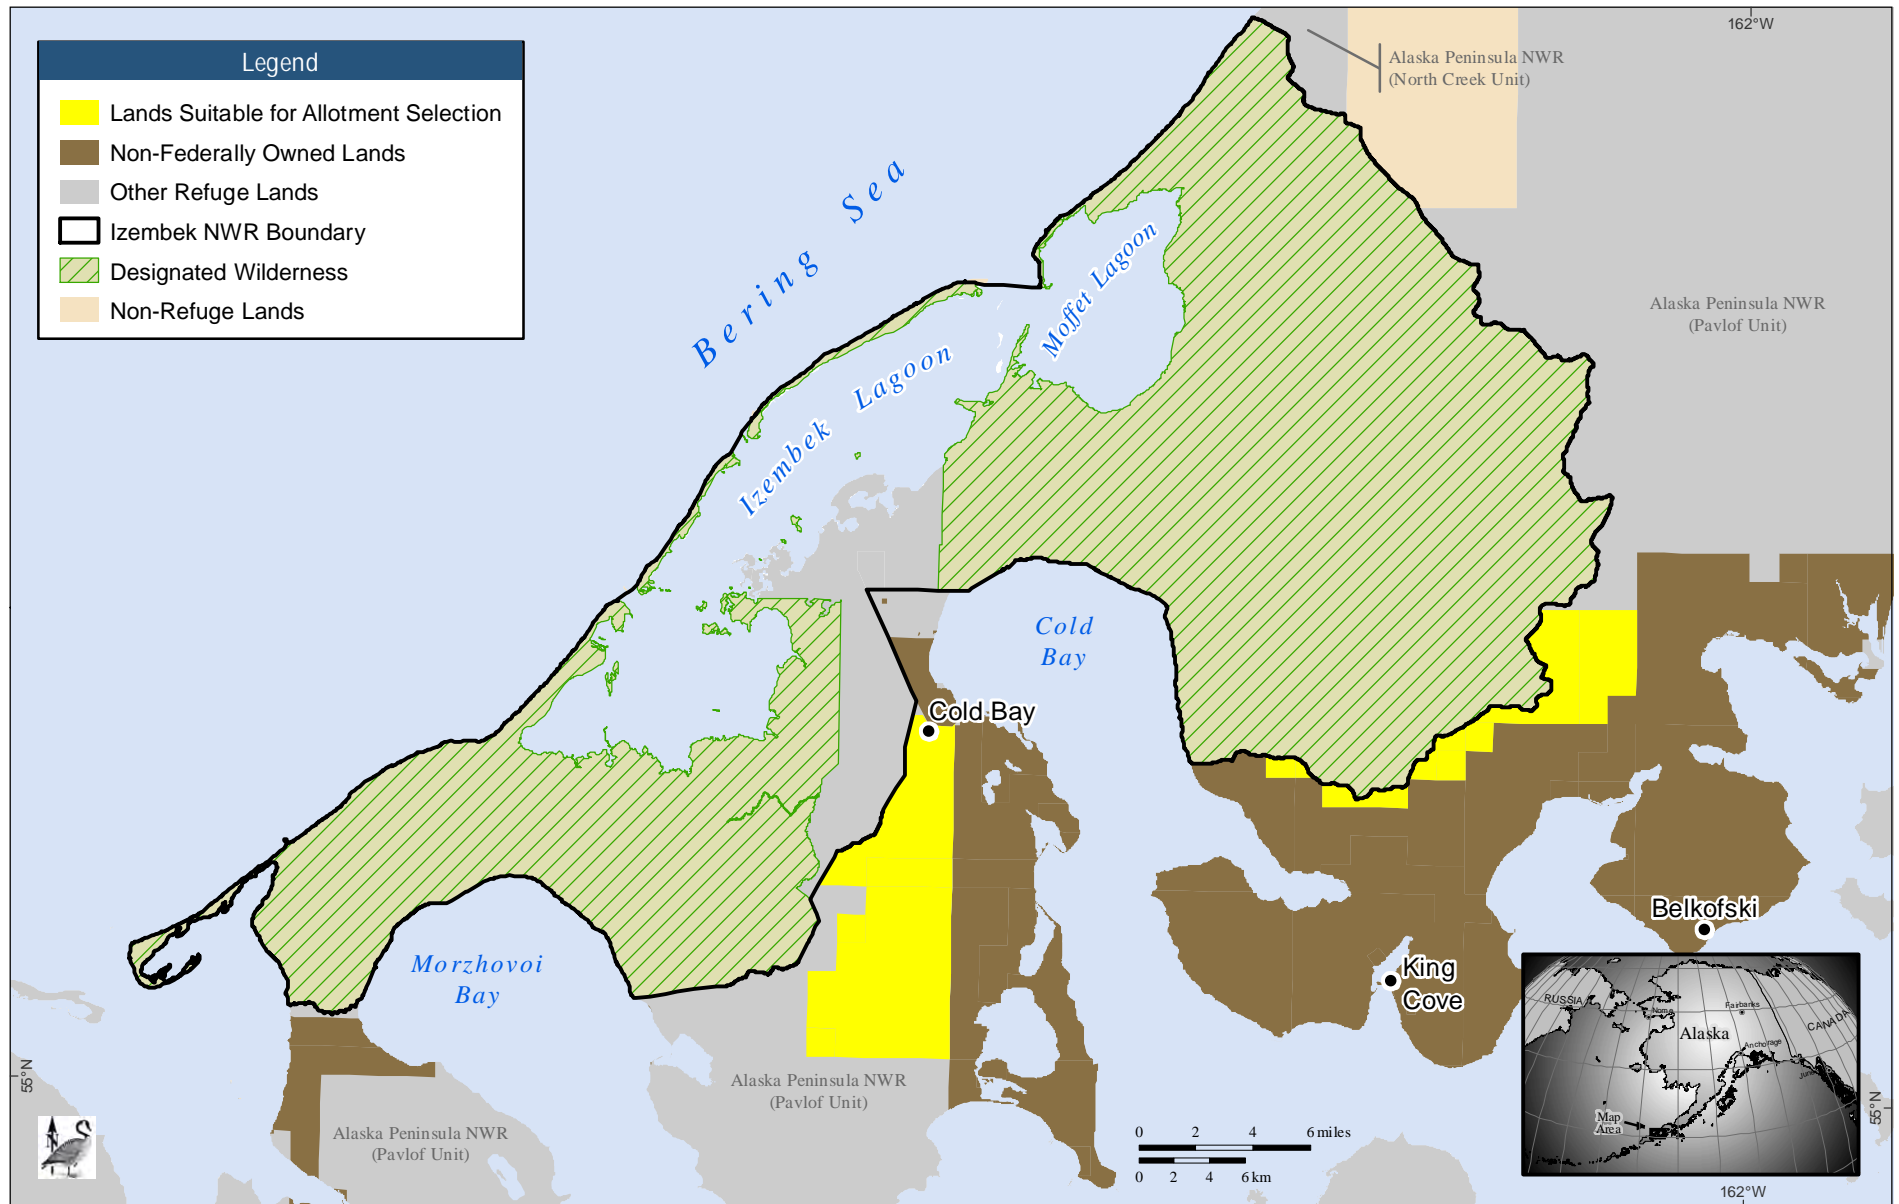 Legend
Lands Suitable for Allotment Selection
Non-Federally Owned Lands
Other Refuge Lands
Izembek NWR Boundary
Designated Wilderness
Non-Refuge Lands
162°W
Alaska Peninsula NWR
(North Creek Unit)
Bering Sea
Moffet Lagoon
Izembek Lagoon
Alaska Peninsula NWR
(Pavlof Unit)
Cold
Bay
Cold Bay
Belkofski
King
Cove
Morzhovoi
Bay
Alaska Peninsula NWR
(Pavlof Unit)
Alaska Peninsula NWR
(Pavlof Unit)
55°N
55°N
N
0 2 4 6 miles
0 2 4 6 km
RUSSIA
Nome
Fairbanks
CANADA
Alaska
Anchorage
Map
Area
162°W